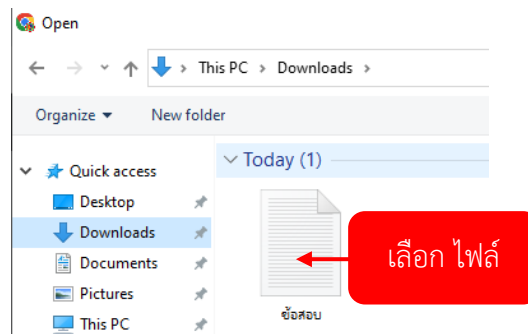 Open
This PC > Downloads >
Organize New folder
Quick access
Today (1)
Desktop
Downloads
Documents
Pictures
This PC
เลือก ไฟล์
ข้อสอบ